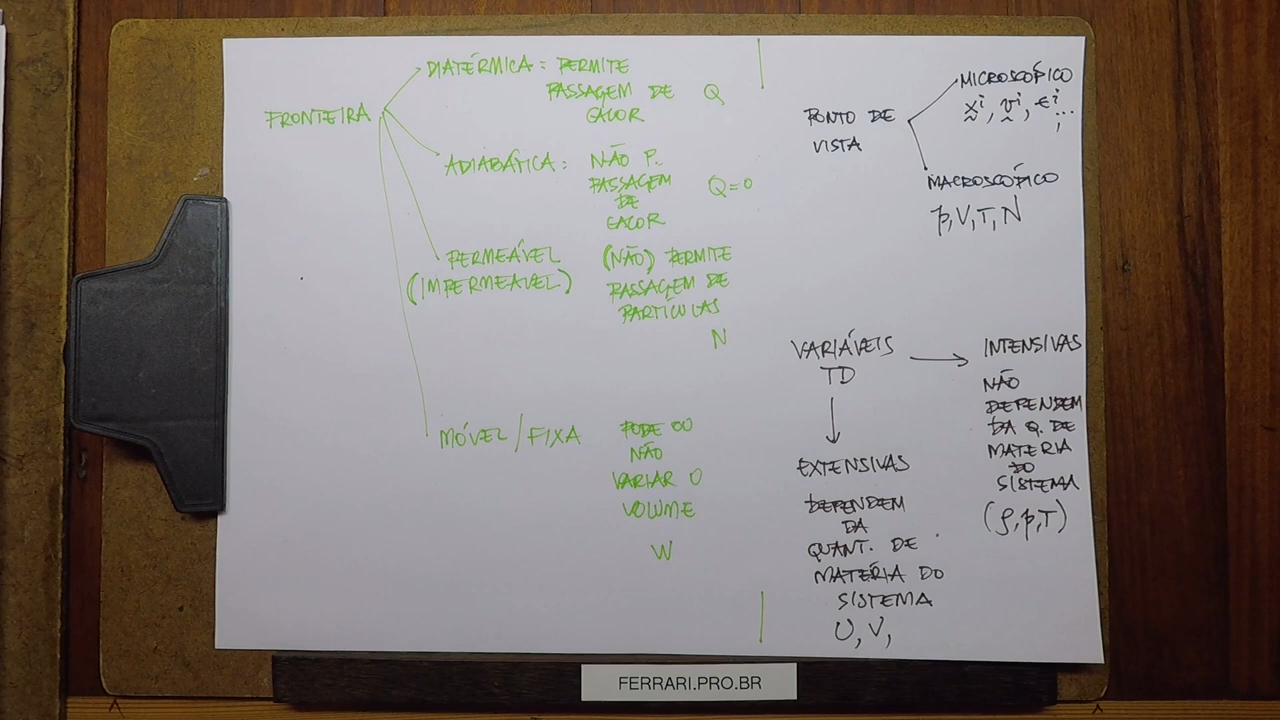 FRONTEIRA
DIATÉRMICA = PERMITE
PASSAGEM DE Q
CALOR
ADIABÁTICA : NÃO P.
PASSAGEM Q=0
DE
CALOR
PERMEÁVEL (NÃO) PERMITE
(IMPERMEAVEL) PASSAGEM DE
PARTÍCULAS
N
MÓVEL/FIXA PODE OU
NÃO
VARIAR O
VOLUME
W
PONTO DE
VISTA
MICROSCÓPICO
x^i, v^i, ε^i, ...
MACROSCÓPICO
p, V, T, N
VARIÁVEIS → INTENSIVAS
TD
NÃO
DEPENDEM
DA Q. DE
MATERIA
DO
SISTEMA
(ρ, p, T)
EXTENSIVAS
DEPENDEM
DA
QUANT. DE
MATÉRIA DO
SISTEMA
U, V,
FERRARI.PRO.BR